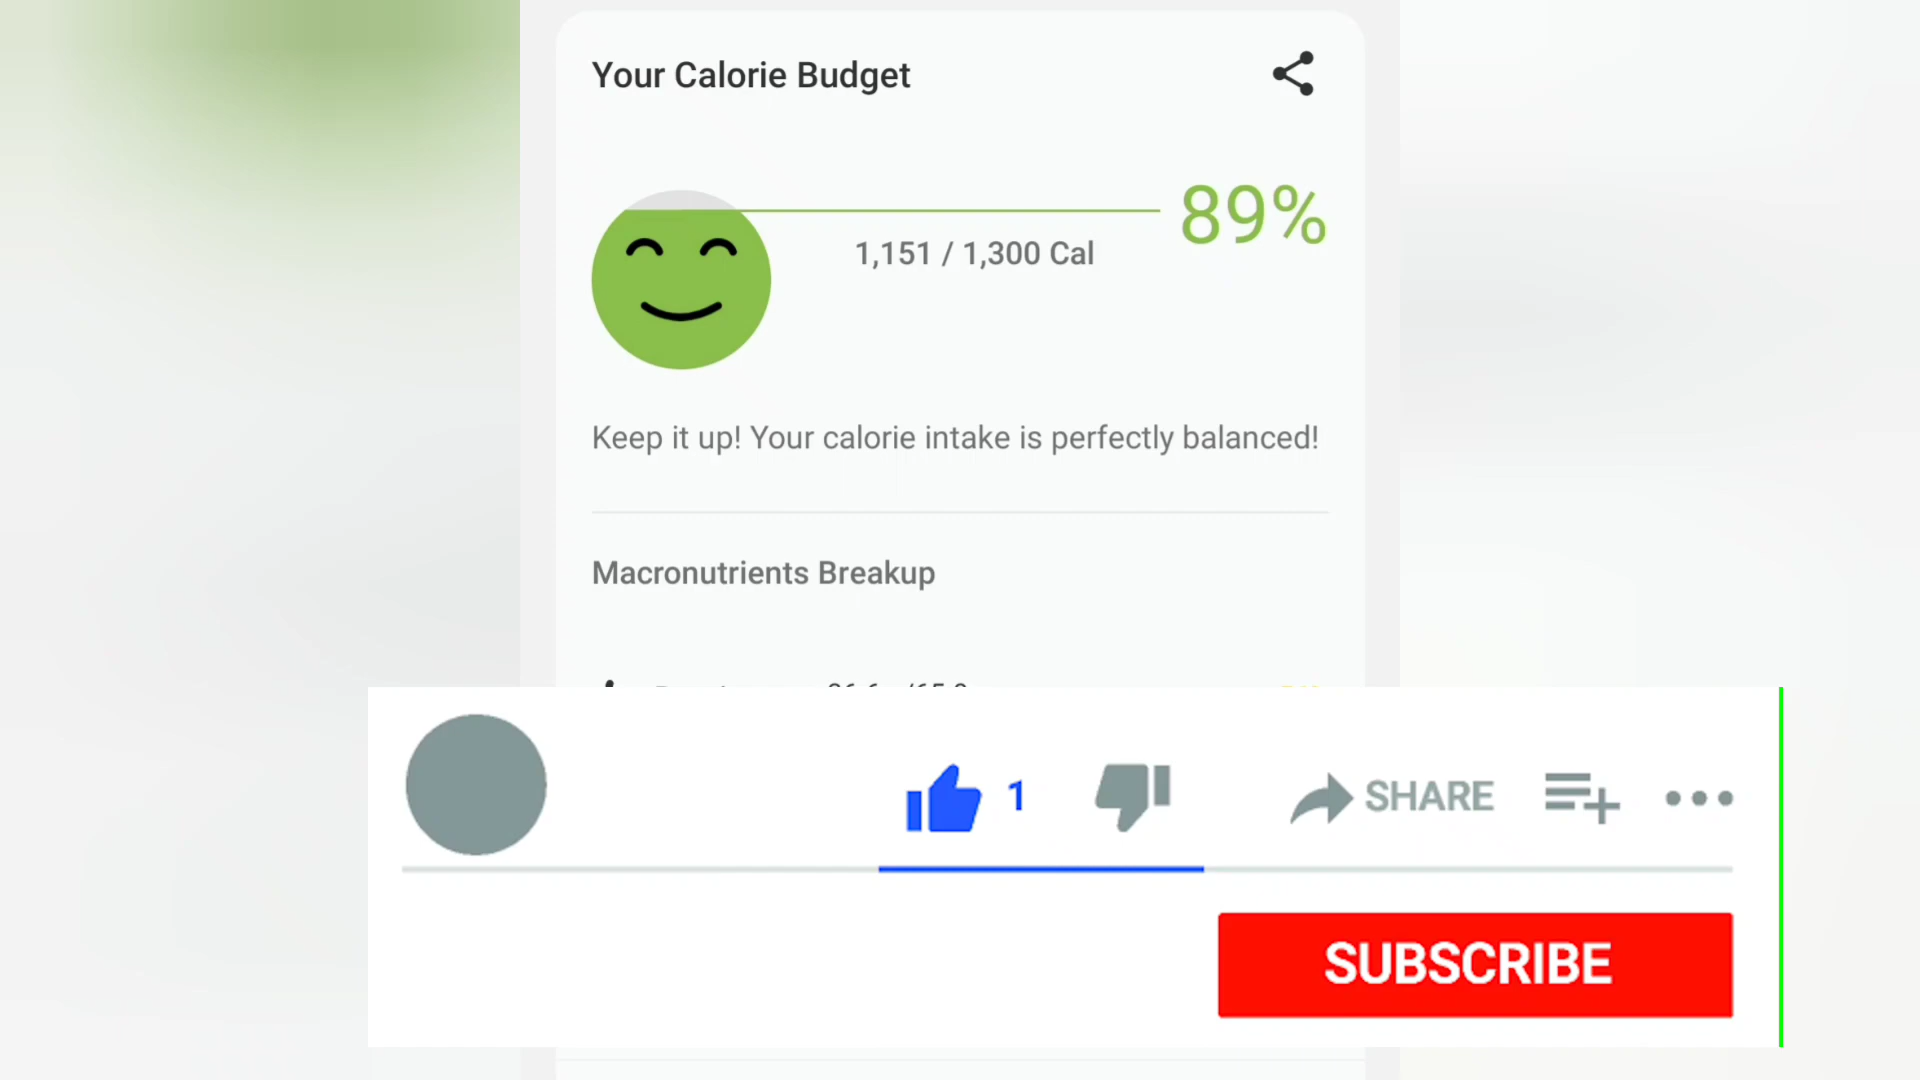 Your Calorie Budget
89%
1,151 / 1,300 Cal
Keep it up! Your calorie intake is perfectly balanced!
Macronutrients Breakup
1
SHARE
SUBSCRIBE